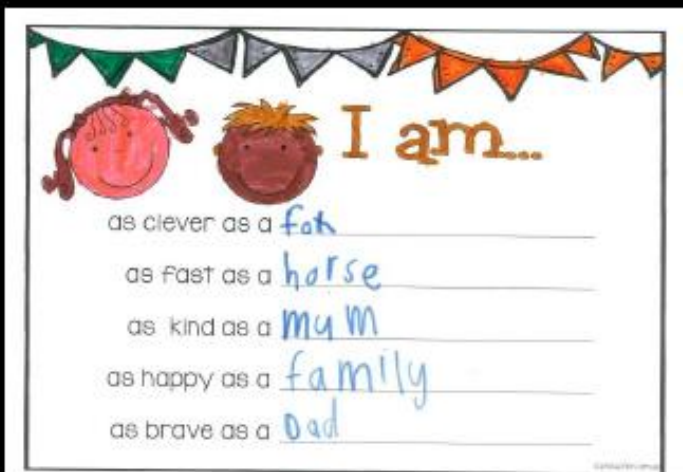 I am...
as clever as a
as fast as a horse
as kind as a mum
as happy as a family
as brave as a Dad